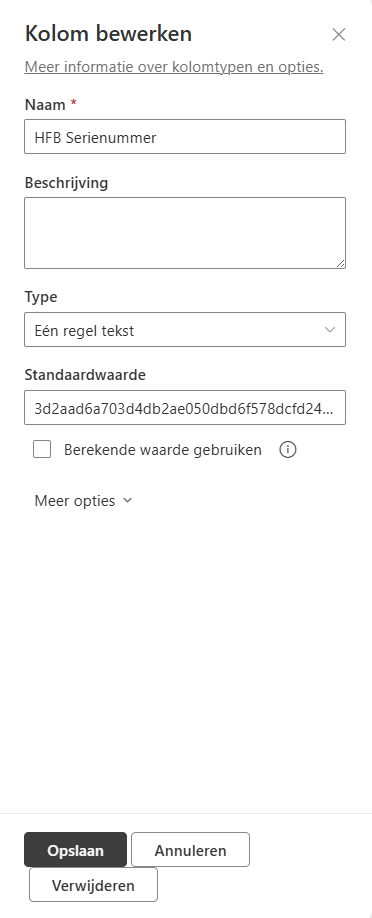 Kolom bewerken
Meer informatie over kolomtypen en opties.
Naam *
HFB Serienummer
Beschrijving
Type
Eén regel tekst
Standaardwaarde
3d2aad6a703d4db2ae050dbd6f578dcfd24...
Berekende waarde gebruiken
Meer opties
Opslaan
Annuleren
Verwijderen